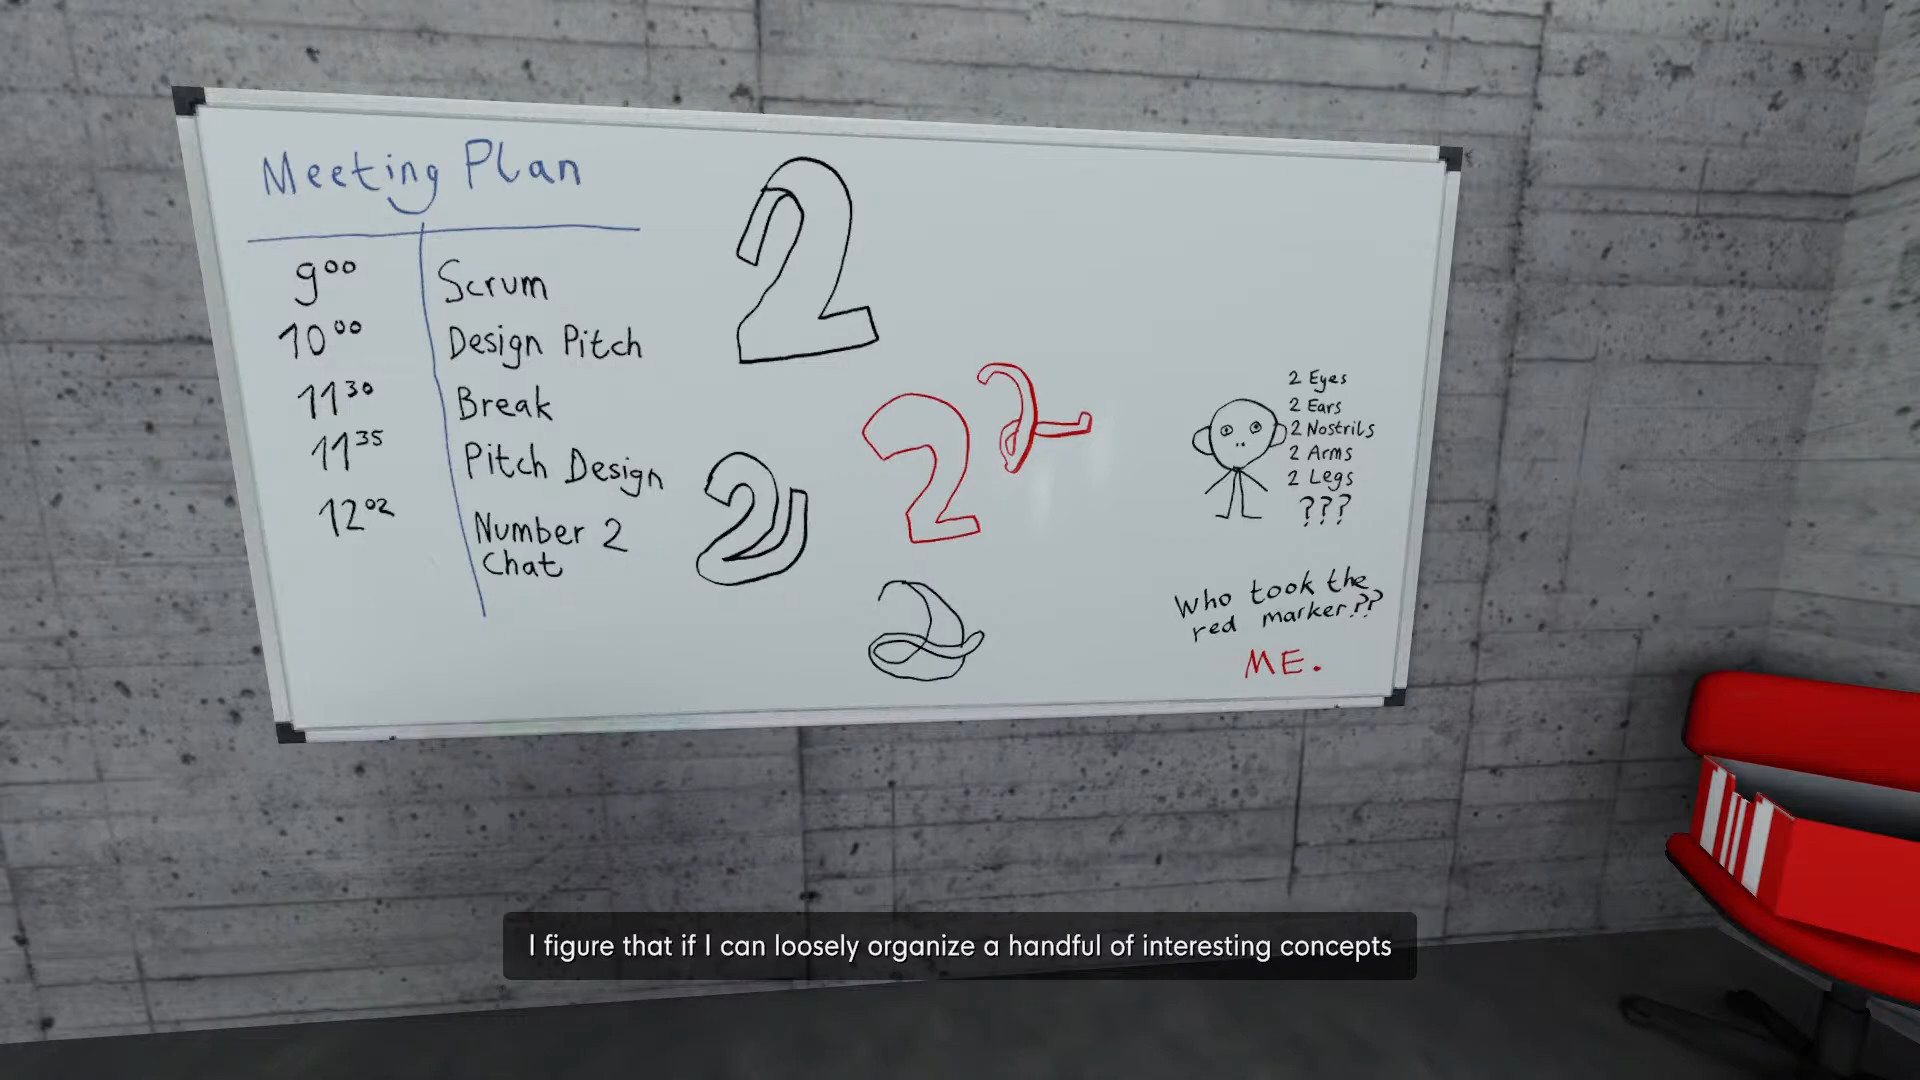 Meeting Plan
9⁰⁰ Scrum
10⁰⁰ Design Pitch
11³⁰ Break
11³⁵ Pitch Design
12⁰² Number 2
Chat
2
2
2
2
2
2 Eyes
2 Ears
2 Nostrils
2 Arms
2 Legs
???
Who took the
red marker??
ME.
I figure that if I can loosely organize a handful of interesting concepts